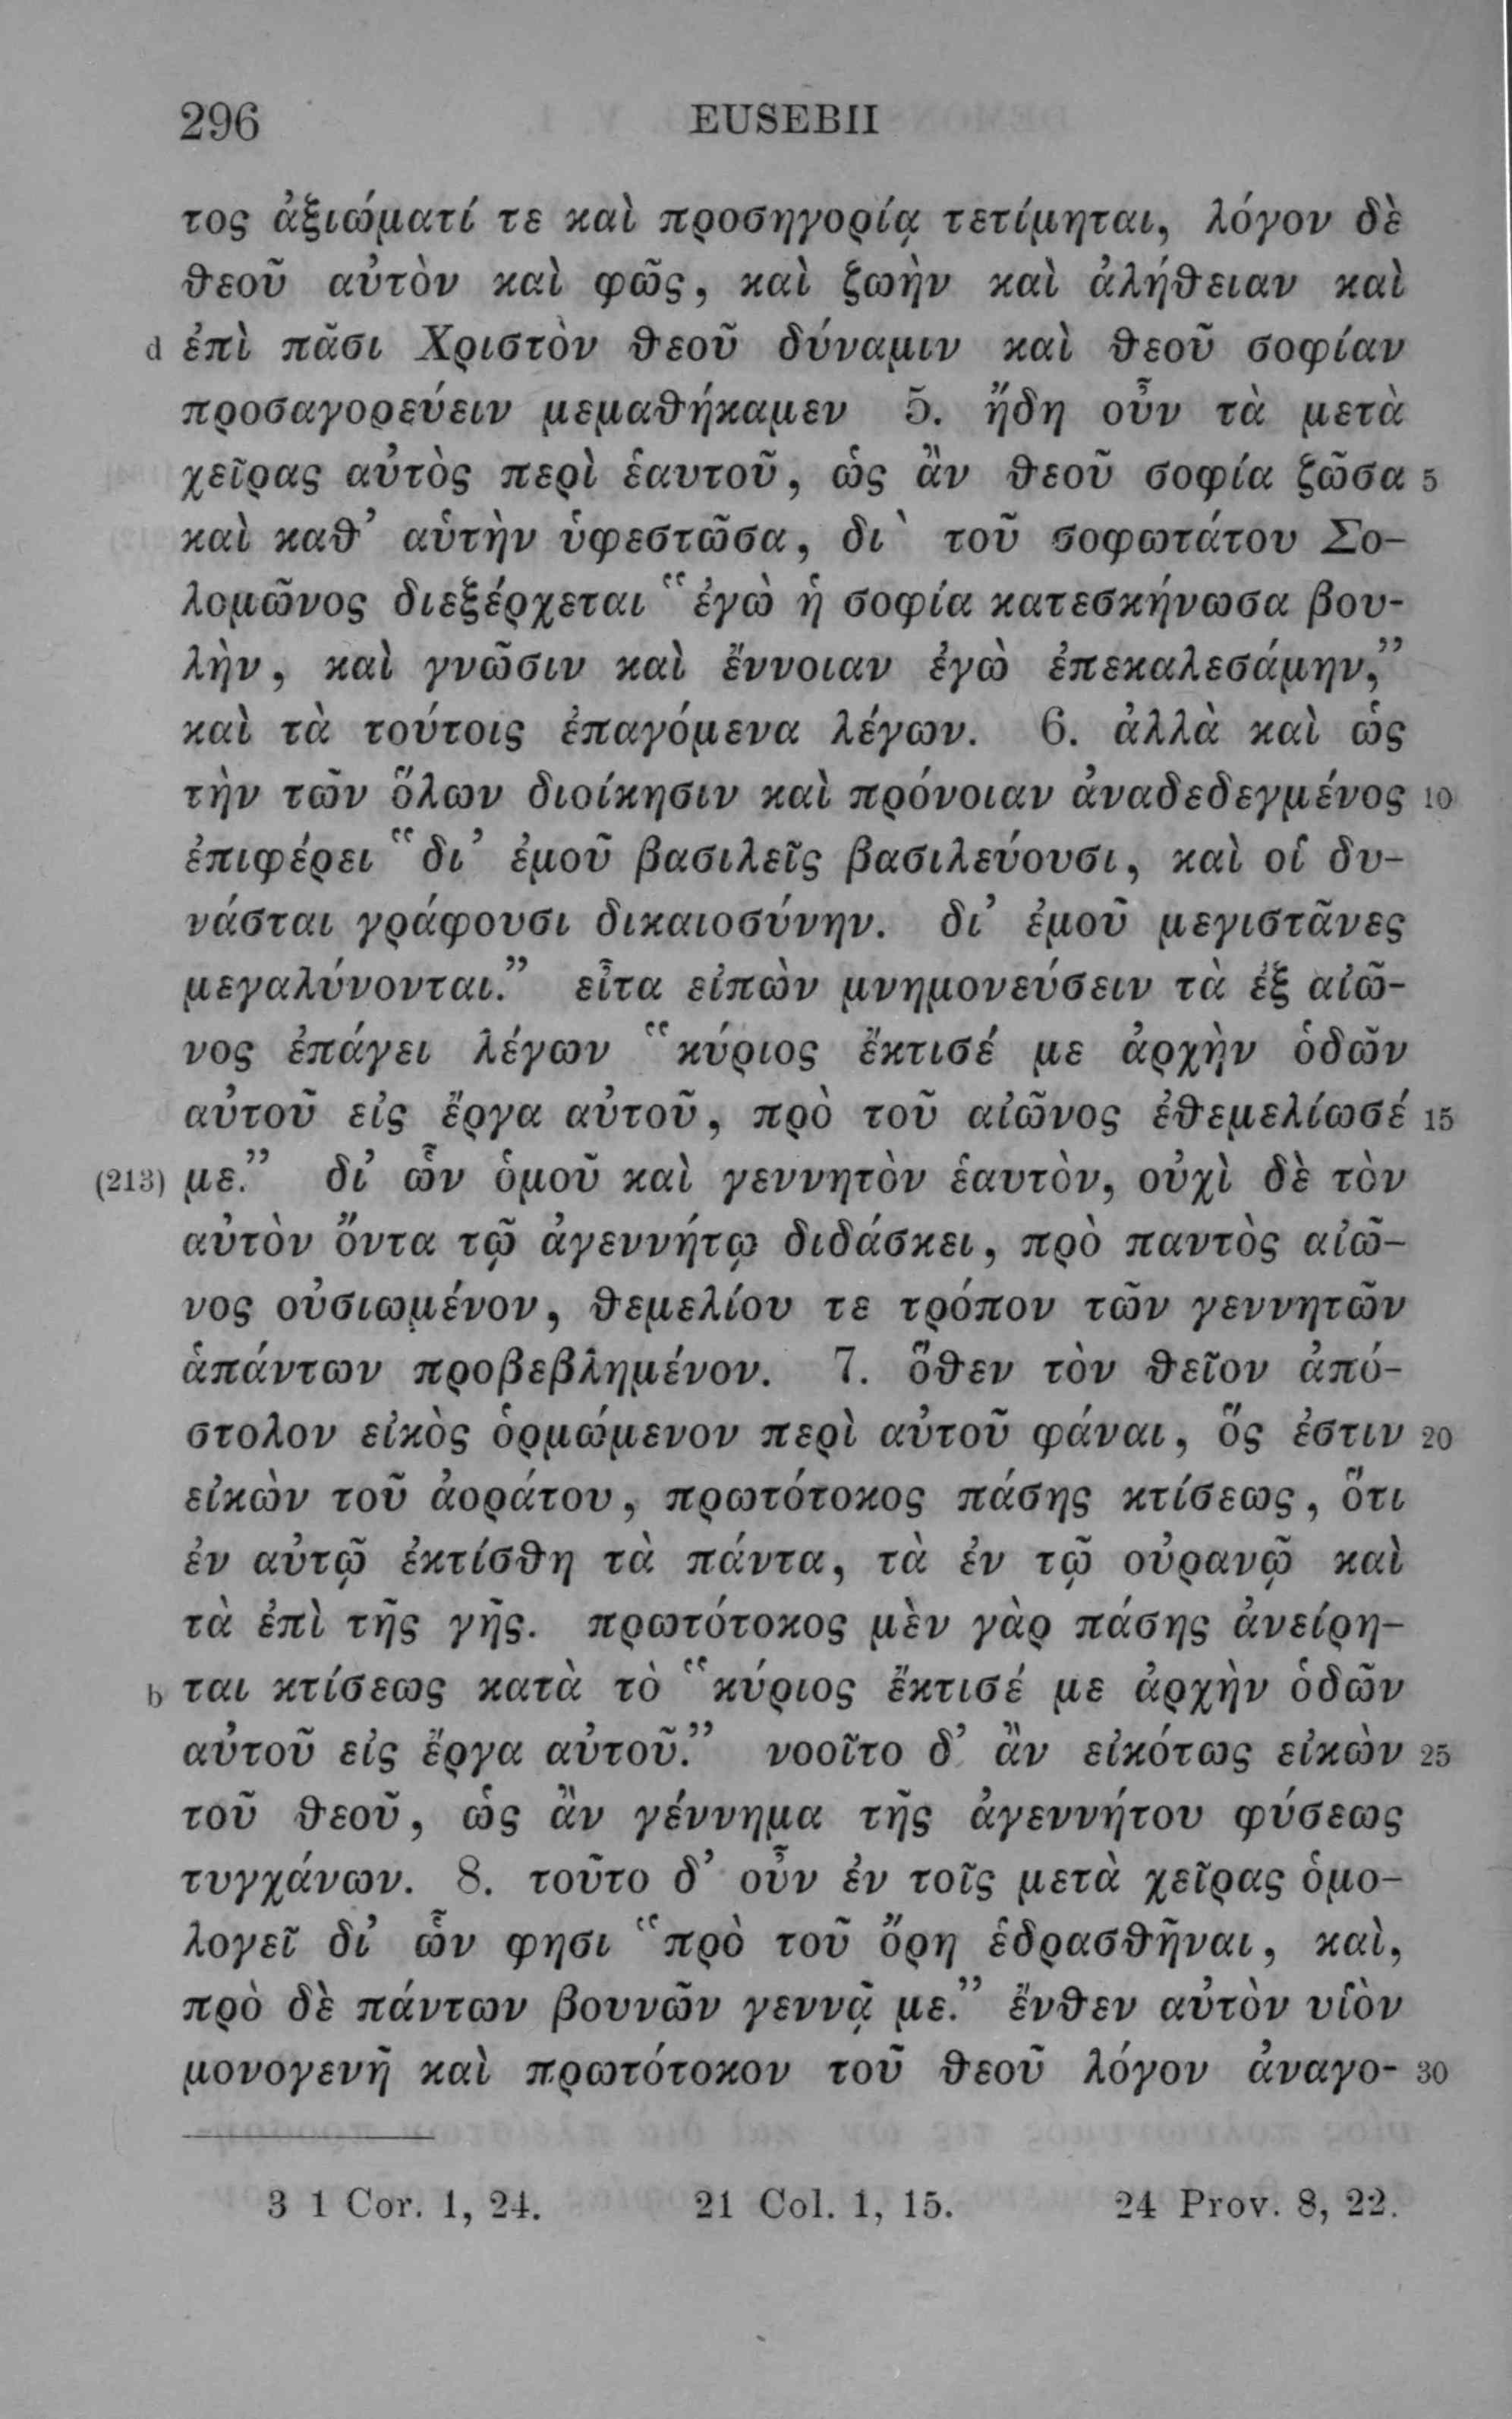 296 EUSEBII
τος ἀξιώματί τε καὶ προσηγορίᾳ τετίμηται, λόγον δὲ
θεοῦ αὐτὸν καὶ φῶς, καὶ ζωὴν καὶ ἀλήθειαν καὶ
d ἐπὶ πᾶσι Χριστὸν θεοῦ δύναμιν καὶ θεοῦ σοφίαν
προσαγορεύειν μεμαθήκαμεν 5. ἤδη οὖν τὰ μετὰ
χεῖρας αὐτὸς περὶ ἑαυτοῦ, ὡς ἂν θεοῦ σοφία ζῶσα 5
καὶ καθ’ αὑτὴν ὑφεστῶσα, δι` τοῦ σοφωτάτου Σο-
λομῶνος διεξέρχεται “ἐγὼ ἡ σοφία κατεσκήνωσα βου-
λὴν, καὶ γνῶσιν καὶ ἔννοιαν ἐγὼ ἐπεκαλεσάμην,”
καὶ τὰ τούτοις ἐπαγόμενα λέγων. 6. ἀλλὰ καὶ ὡς
τὴν τῶν ὅλων διοίκησιν καὶ πρόνοιαν ἀναδεδεγμένος 10
ἐπιφέρει “δι’ ἐμοῦ βασιλεῖς βασιλεύουσι, καὶ οἱ δυ-
νάσται γράφουσι δικαιοσύνην. δι’ ἐμοῦ μεγιστᾶνες
μεγαλύνονται.” εἶτα εἰπὼν μνημονεύσειν τὰ ἐξ αἰῶ-
νος ἐπάγει λέγων “κύριος ἔκτισέ με ἀρχὴν ὁδῶν
αὐτοῦ εἰς ἔργα αὐτοῦ, πρὸ τοῦ αἰῶνος ἐθεμελίωσέ 15
(213) με.” δι’ ὧν ὁμοῦ καὶ γεννητὸν ἑαυτὸν, οὐχὶ δὲ τὸν
αὐτὸν ὄντα τῷ ἀγεννήτῳ διδάσκει, πρὸ παντὸς αἰῶ-
νος οὐσιωμένον, θεμελίου τε τρόπον τῶν γεννητῶν
ἁπάντων προβεβλημένον. 7. ὅθεν τὸν θεῖον ἀπό-
στολον εἰκὸς ὁρμώμενον περὶ αὐτοῦ φάναι, ὅς ἐστιν 20
εἰκὼν τοῦ ἀοράτου, πρωτότοκος πάσης κτίσεως, ὅτι
ἐν αὐτῷ ἐκτίσθη τὰ πάντα, τὰ ἐν τῷ οὐρανῷ καὶ
τὰ ἐπὶ τῆς γῆς. πρωτότοκος μὲν γὰρ πάσης ἀνείρη-
b ται κτίσεως κατὰ τὸ “κύριος ἔκτισέ με ἀρχὴν ὁδῶν
αὐτοῦ εἰς ἔργα αὐτοῦ.” νοοῖτο δ’ ἂν εἰκότως εἰκὼν 25
τοῦ θεοῦ, ὡς ἂν γέννημα τῆς ἀγεννήτου φύσεως
τυγχάνων. 8. τοῦτο δ’ οὖν ἐν τοῖς μετὰ χεῖρας ὁμο-
λογεῖ δι’ ὧν φησι “πρὸ τοῦ ὄρη ἑδρασθῆναι, καὶ,
πρὸ δὲ πάντων βουνῶν γεννᾷ με.” ἔνθεν αὐτὸν υἱὸν
μονογενῆ καὶ πρωτότοκον τοῦ θεοῦ λόγον ἀναγο- 30
3 1 Cor. 1, 24. 21 Col. 1, 15. 24 Prov. 8, 22.